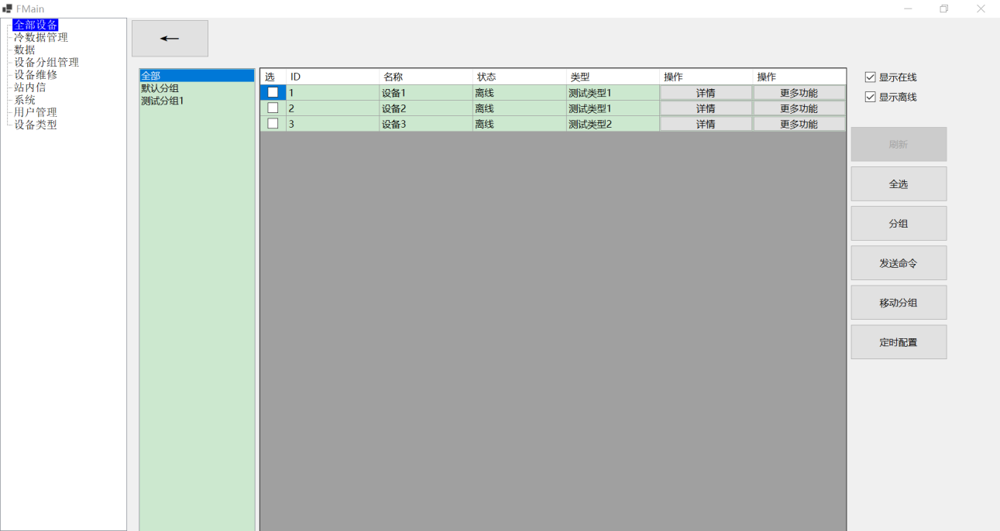 FMain
全部设备
冷数据管理
数据
设备分组管理
设备维修
站内信
系统
用户管理
设备类型
←
全部
默认分组
测试分组1
选 ID 名称 状态 类型 操作 操作
1 设备1 离线 测试类型1 详情 更多功能
2 设备2 离线 测试类型1 详情 更多功能
3 设备3 离线 测试类型2 详情 更多功能
显示在线
显示离线
刷新
全选
分组
发送命令
移动分组
定时配置